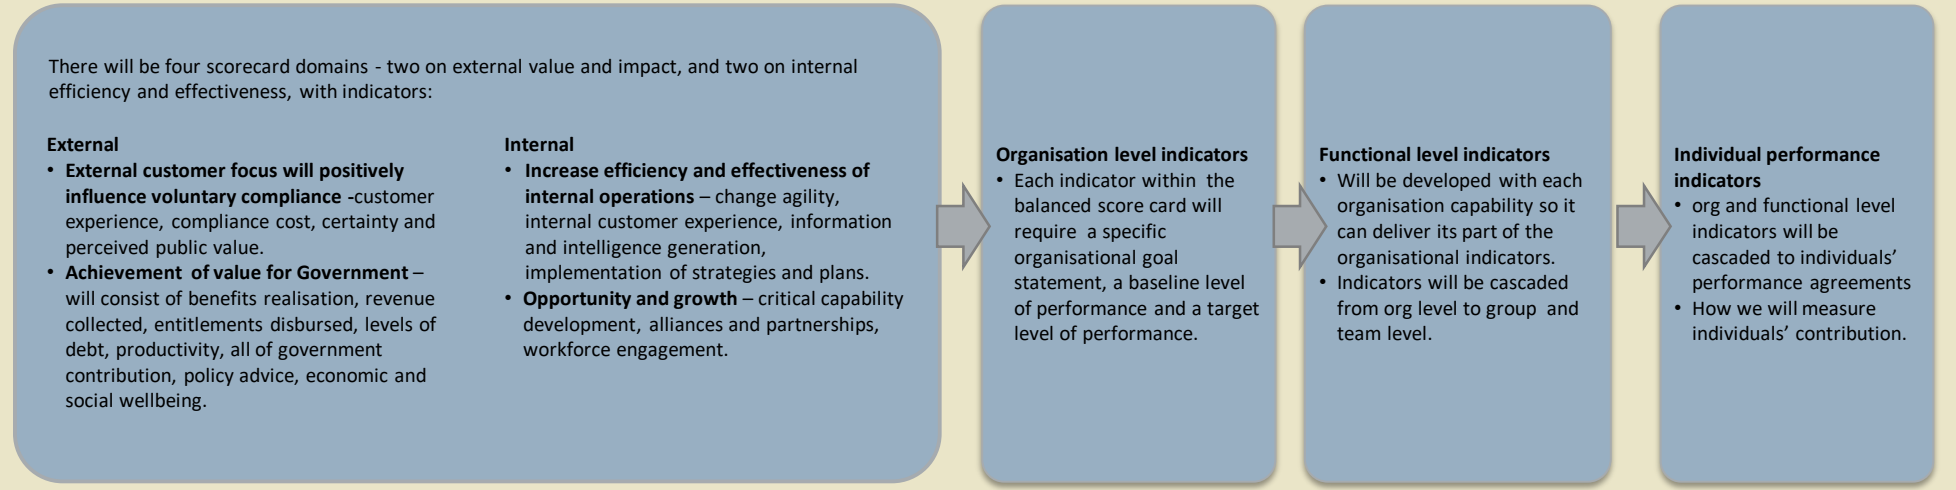 There will be four scorecard domains - two on external value and impact, and two on internal
efficiency and effectiveness, with indicators:
External
• External customer focus will positively
influence voluntary compliance -customer
experience, compliance cost, certainty and
perceived public value.
• Achievement of value for Government –
will consist of benefits realisation, revenue
collected, entitlements disbursed, levels of
debt, productivity, all of government
contribution, policy advice, economic and
social wellbeing.
Internal
• Increase efficiency and effectiveness of
internal operations – change agility,
internal customer experience, information
and intelligence generation,
implementation of strategies and plans.
• Opportunity and growth – critical capability
development, alliances and partnerships,
workforce engagement.
Organisation level indicators
• Each indicator within the
balanced score card will
require a specific
organisational goal
statement, a baseline level
of performance and a target
level of performance.
Functional level indicators
• Will be developed with each
organisation capability so it
can deliver its part of the
organisational indicators.
• Indicators will be cascaded
from org level to group and
team level.
Individual performance
indicators
• org and functional level
indicators will be
cascaded to individuals’
performance agreements
• How we will measure
individuals’ contribution.